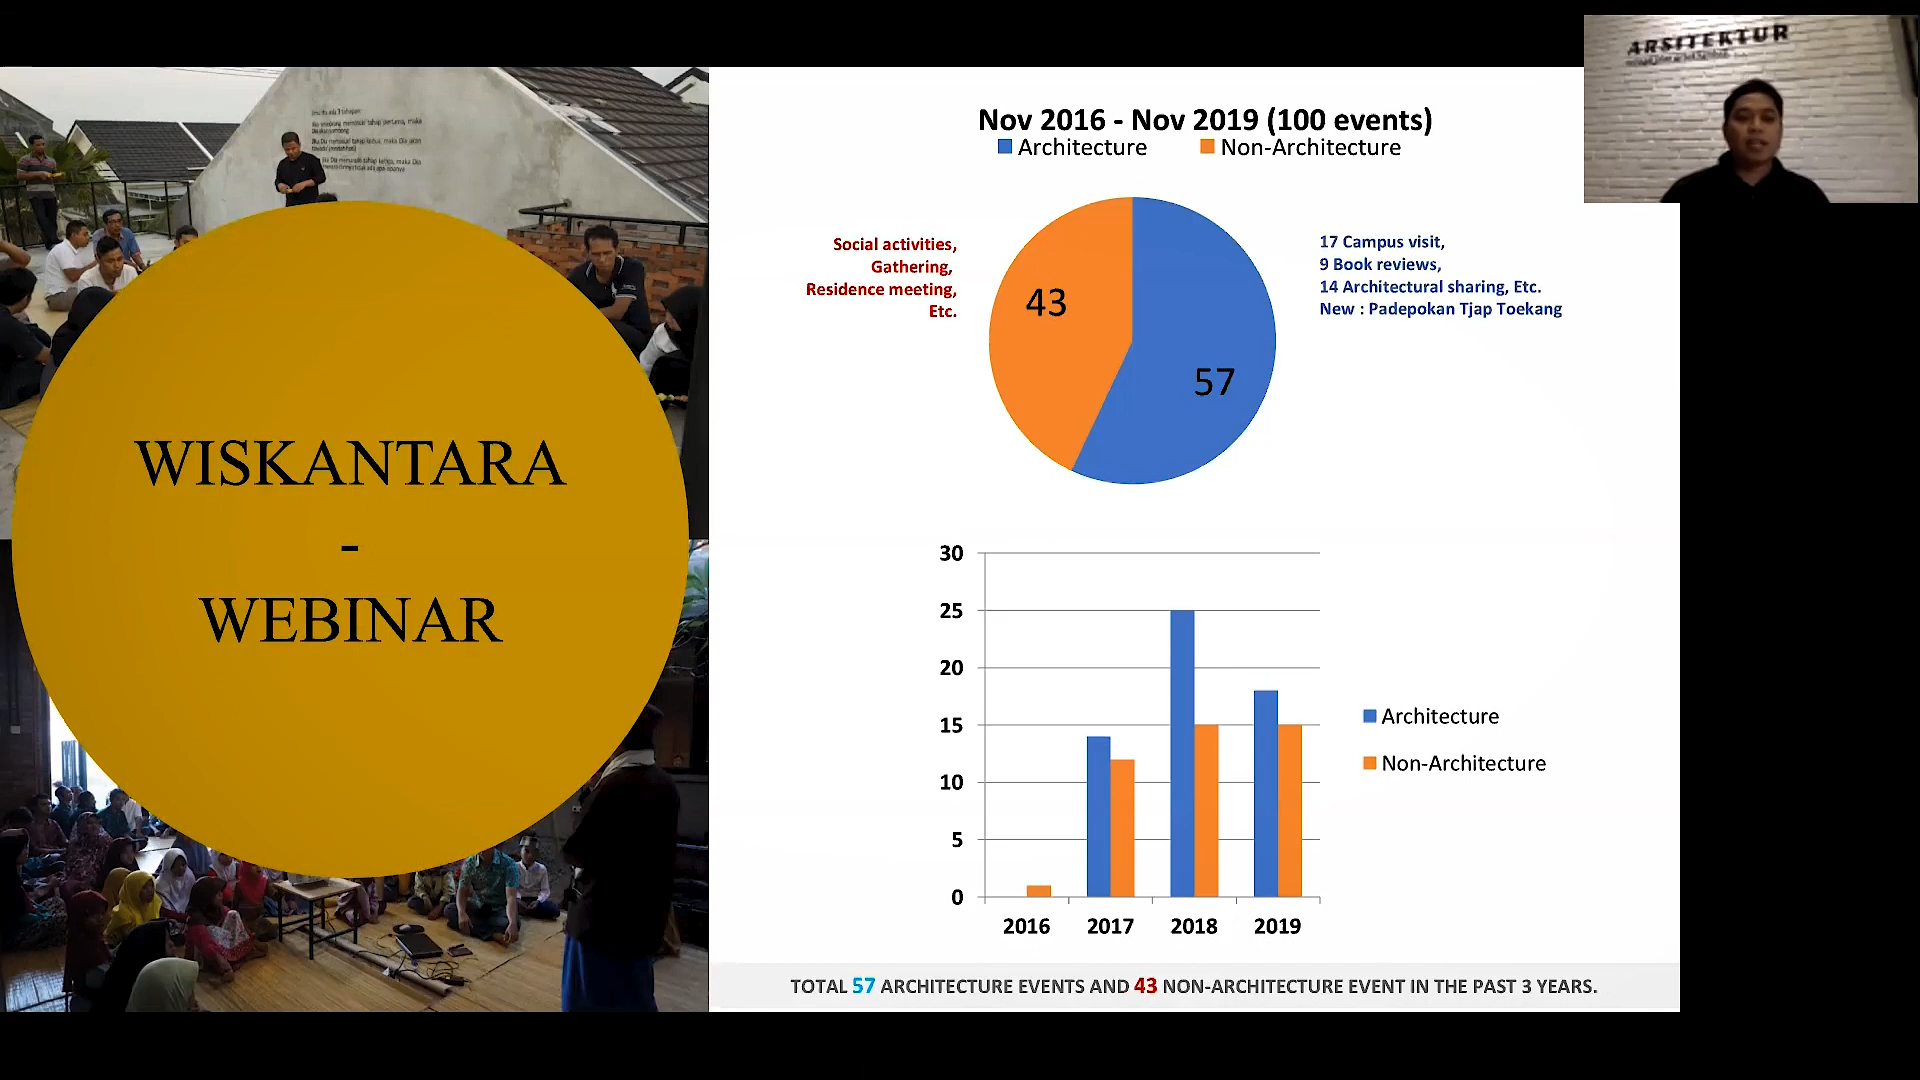 ARSITEKTUR
WISKANTARA
-
WEBINAR
Nov 2016 - Nov 2019 (100 events)
Architecture
Non-Architecture
Social activities,
Gathering,
Residence meeting,
Etc.
43
57
17 Campus visit,
9 Book reviews,
14 Architectural sharing, Etc.
New : Padepokan Tjap Toekang
30
25
20
15
10
5
0
2016
2017
2018
2019
Architecture
Non-Architecture
TOTAL 57 ARCHITECTURE EVENTS AND 43 NON-ARCHITECTURE EVENT IN THE PAST 3 YEARS.